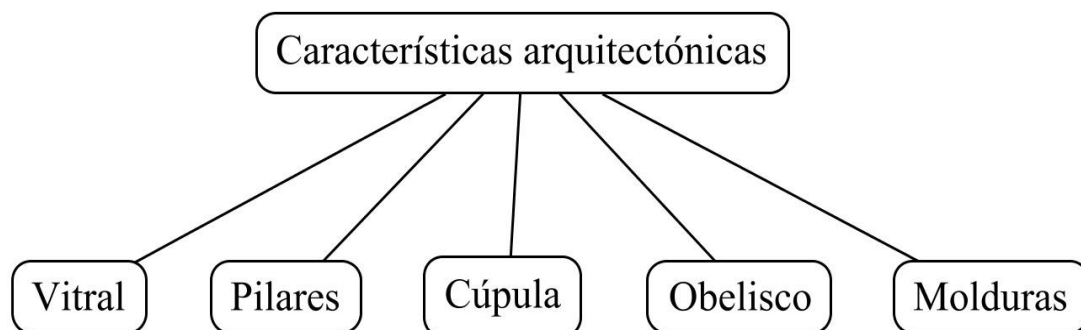 Características arquitectónicas
Vitral
Pilares
Cúpula
Obelisco
Molduras